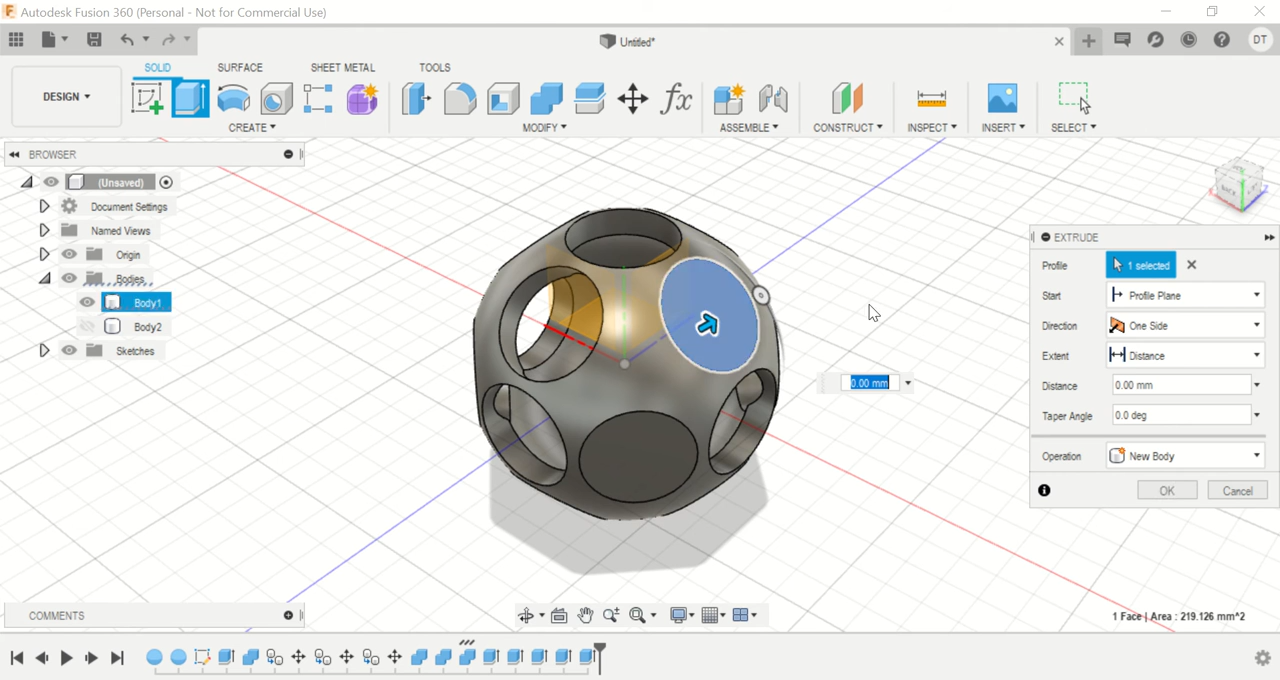 Autodesk Fusion 360 (Personal - Not for Commercial Use)
Untitled*
DT
SOLID SURFACE SHEET METAL TOOLS
DESIGN ▾
CREATE ▾ MODIFY ▾ ASSEMBLE ▾ CONSTRUCT ▾ INSPECT ▾ INSERT ▾ SELECT ▾
BROWSER
(Unsaved)
Document Settings
Named Views
Origin
Bodies
Body1
Body2
Sketches
EXTRUDE
Profile 1 selected
Start Profile Plane
Direction One Side
Extent Distance
Distance 0.00 mm
Taper Angle 0.0 deg
Operation New Body
OK Cancel
0.00 mm
COMMENTS
1 Face | Area : 219.126 mm^2